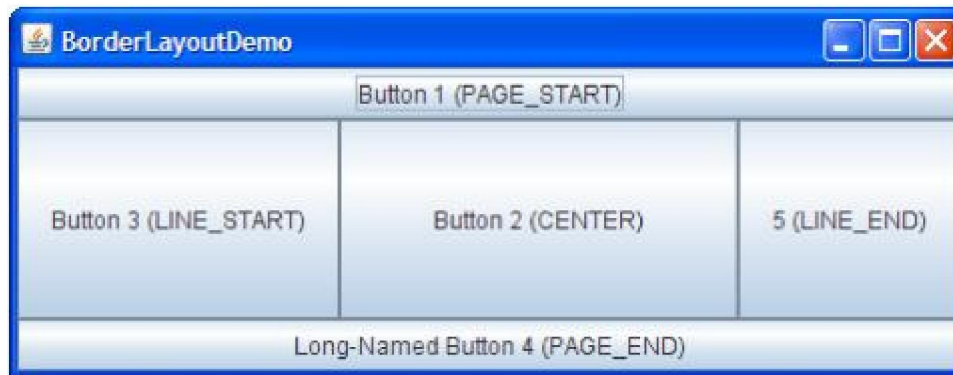 BorderLayoutDemo
Button 1 (PAGE_START)
Button 3 (LINE_START)
Button 2 (CENTER)
5 (LINE_END)
Long-Named Button 4 (PAGE_END)